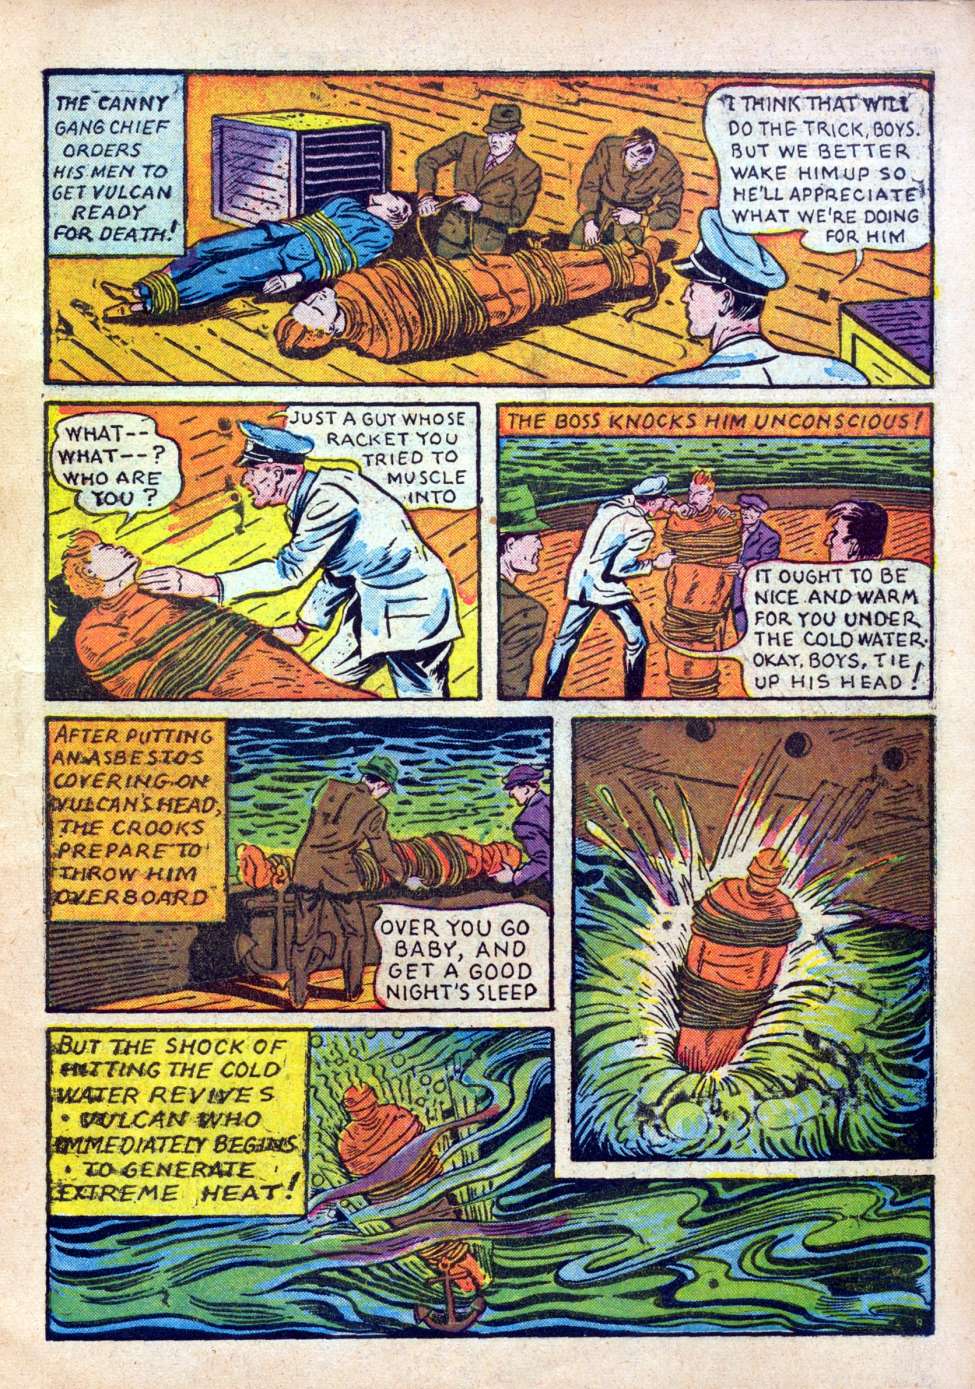 THE CANNY
GANG CHIEF
ORDERS
HIS MEN TO
GET VULCAN
READY
FOR DEATH!
I THINK THAT WILL
DO THE TRICK, BOYS.
BUT WE BETTER
WAKE HIM UP SO
HE'LL APPRECIATE
WHAT WE'RE DOING
FOR HIM
WHAT--
WHAT--?
WHO ARE
YOU?
JUST A GUY WHOSE
RACKET YOU
TRIED TO
MUSCLE
INTO
THE BOSS KNOCKS HIM UNCONSCIOUS!
IT OUGHT TO BE
NICE AND WARM
FOR YOU UNDER
THE COLD WATER.
OKAY, BOYS, TIE
UP HIS HEAD!
AFTER PUTTING
AN ASBESTOS
COVERING ON
VULCAN'S HEAD,
THE CROOKS
PREPARE TO
THROW HIM
OVERBOARD
OVER YOU GO
BABY, AND
GET A GOOD
NIGHT'S SLEEP
BUT THE SHOCK OF
HITTING THE COLD
WATER REVIVES
VULCAN WHO
IMMEDIATELY BEGINS
TO GENERATE
EXTREME HEAT!
9